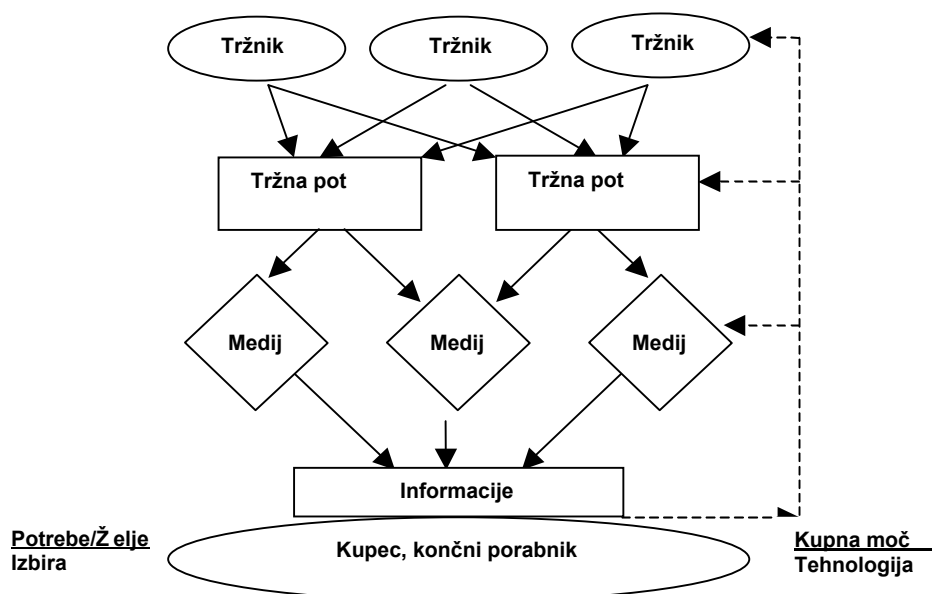 Tržnik
Tržnik
Tržnik
Tržna pot
Tržna pot
Medij
Medij
Medij
Informacije
Potrebe/Ž elje
Izbira
Kupec, končni porabnik
Kupna moč
Tehnologija